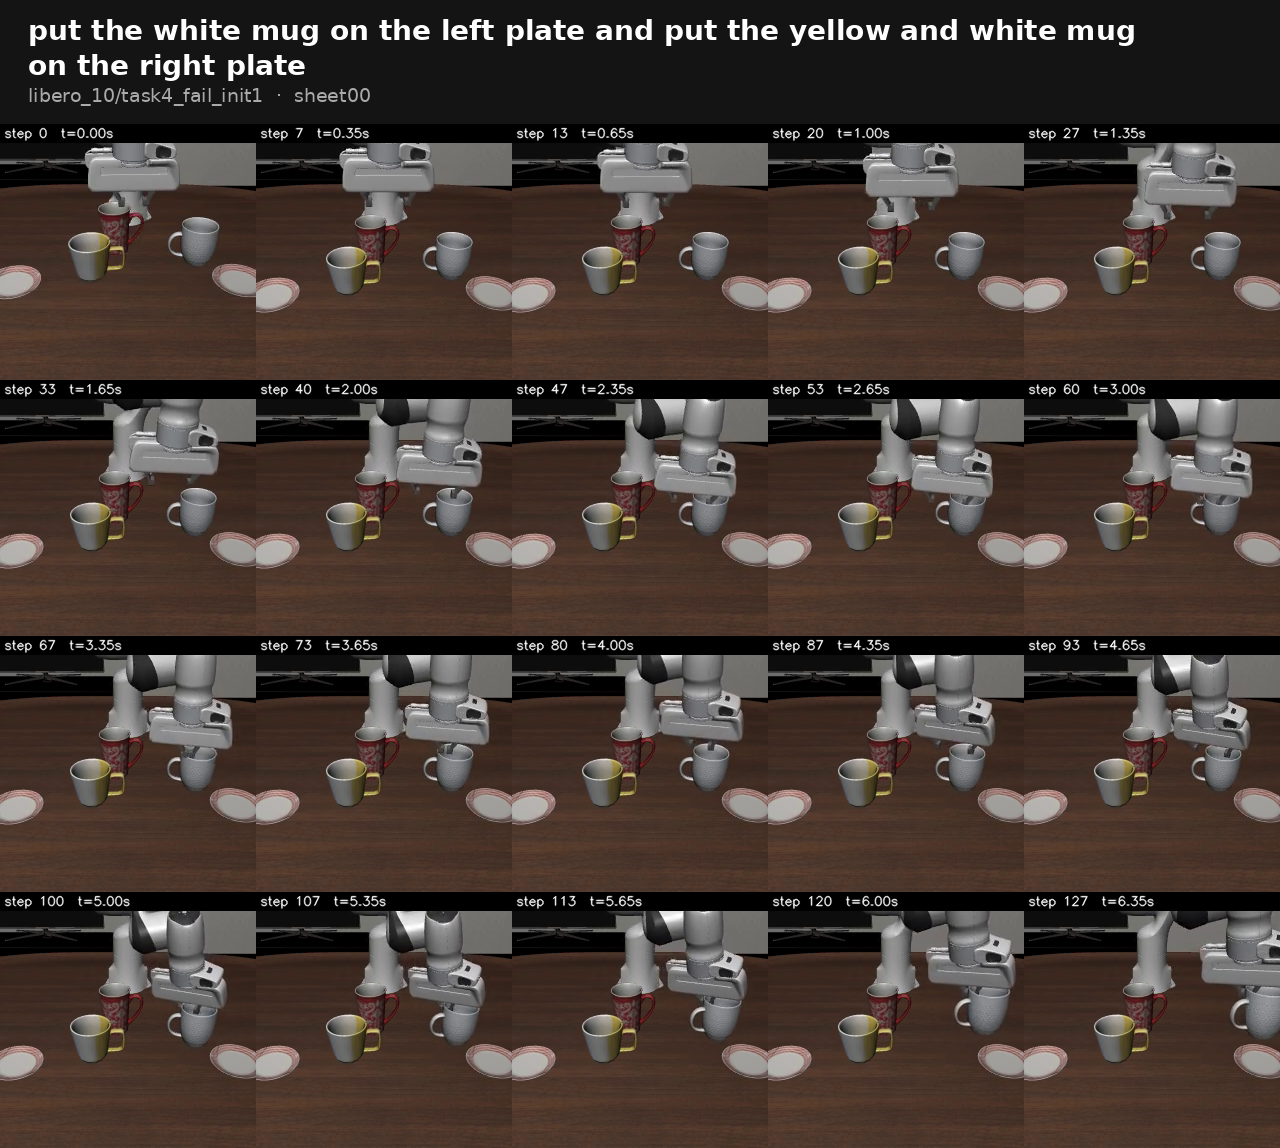 put the white mug on the left plate and put the yellow and white mug
on the right plate
libero_10/task4_fail_init1 · sheet00
step 0 t=0.00s
step 7 t=0.35s
step 13 t=0.65s
step 20 t=1.00s
step 27 t=1.35s
step 33 t=1.65s
step 40 t=2.00s
step 47 t=2.35s
step 53 t=2.65s
step 60 t=3.00s
step 67 t=3.35s
step 73 t=3.65s
step 80 t=4.00s
step 87 t=4.35s
step 93 t=4.65s
step 100 t=5.00s
step 107 t=5.35s
step 113 t=5.65s
step 120 t=6.00s
step 127 t=6.35s